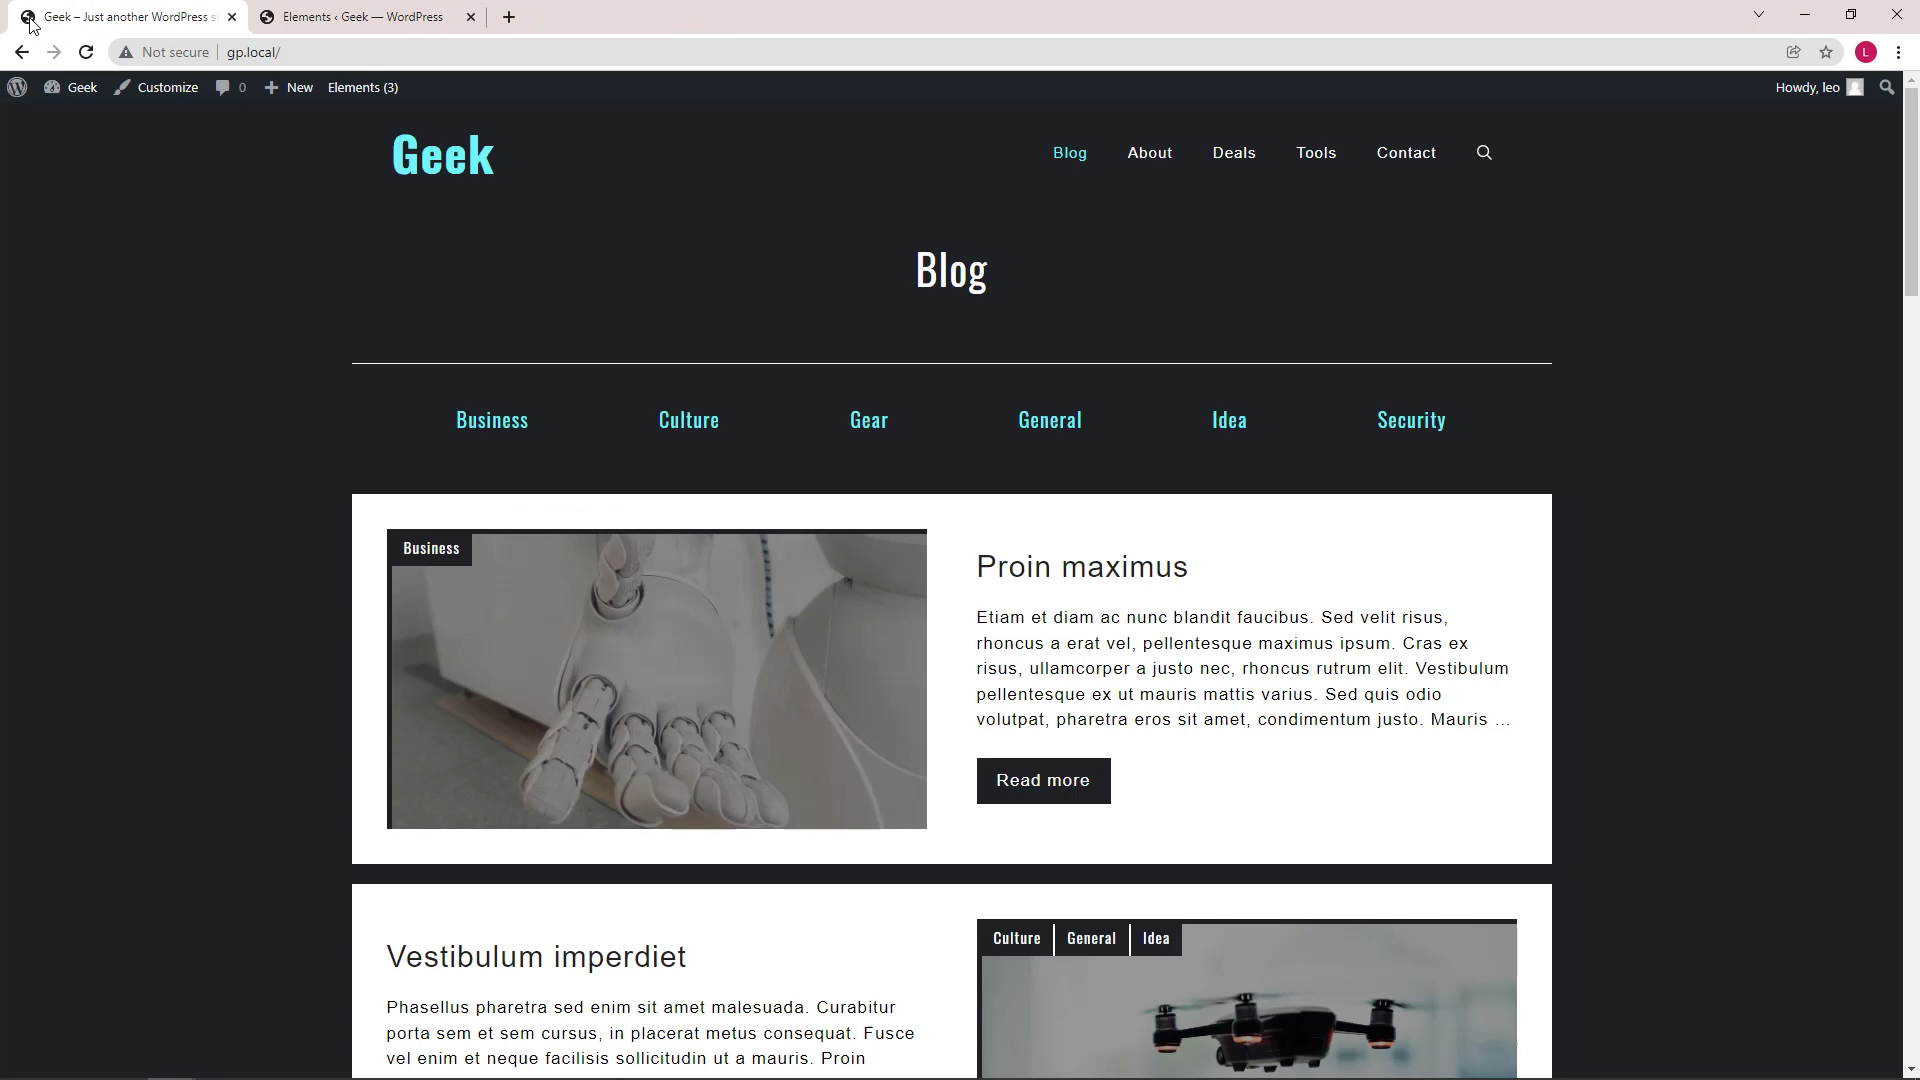 Geek – Just another WordPress s
Elements ‹ Geek — WordPress
Not secure
gp.local/
L
Geek
Customize
0
New
Elements (3)
Howdy, leo
Geek
Blog
About
Deals
Tools
Contact
Blog
Business
Culture
Gear
General
Idea
Security
Business
Proin maximus
Etiam et diam ac nunc blandit faucibus. Sed velit risus,
rhoncus a erat vel, pellentesque maximus ipsum. Cras ex
risus, ullamcorper a justo nec, rhoncus rutrum elit. Vestibulum
pellentesque ex ut mauris mattis varius. Sed quis odio
volutpat, pharetra eros sit amet, condimentum justo. Mauris ...
Read more
Vestibulum imperdiet
Phasellus pharetra sed enim sit amet malesuada. Curabitur
porta sem et sem cursus, in placerat metus consequat. Fusce
vel enim et neque facilisis sollicitudin ut a mauris. Proin
Culture
General
Idea